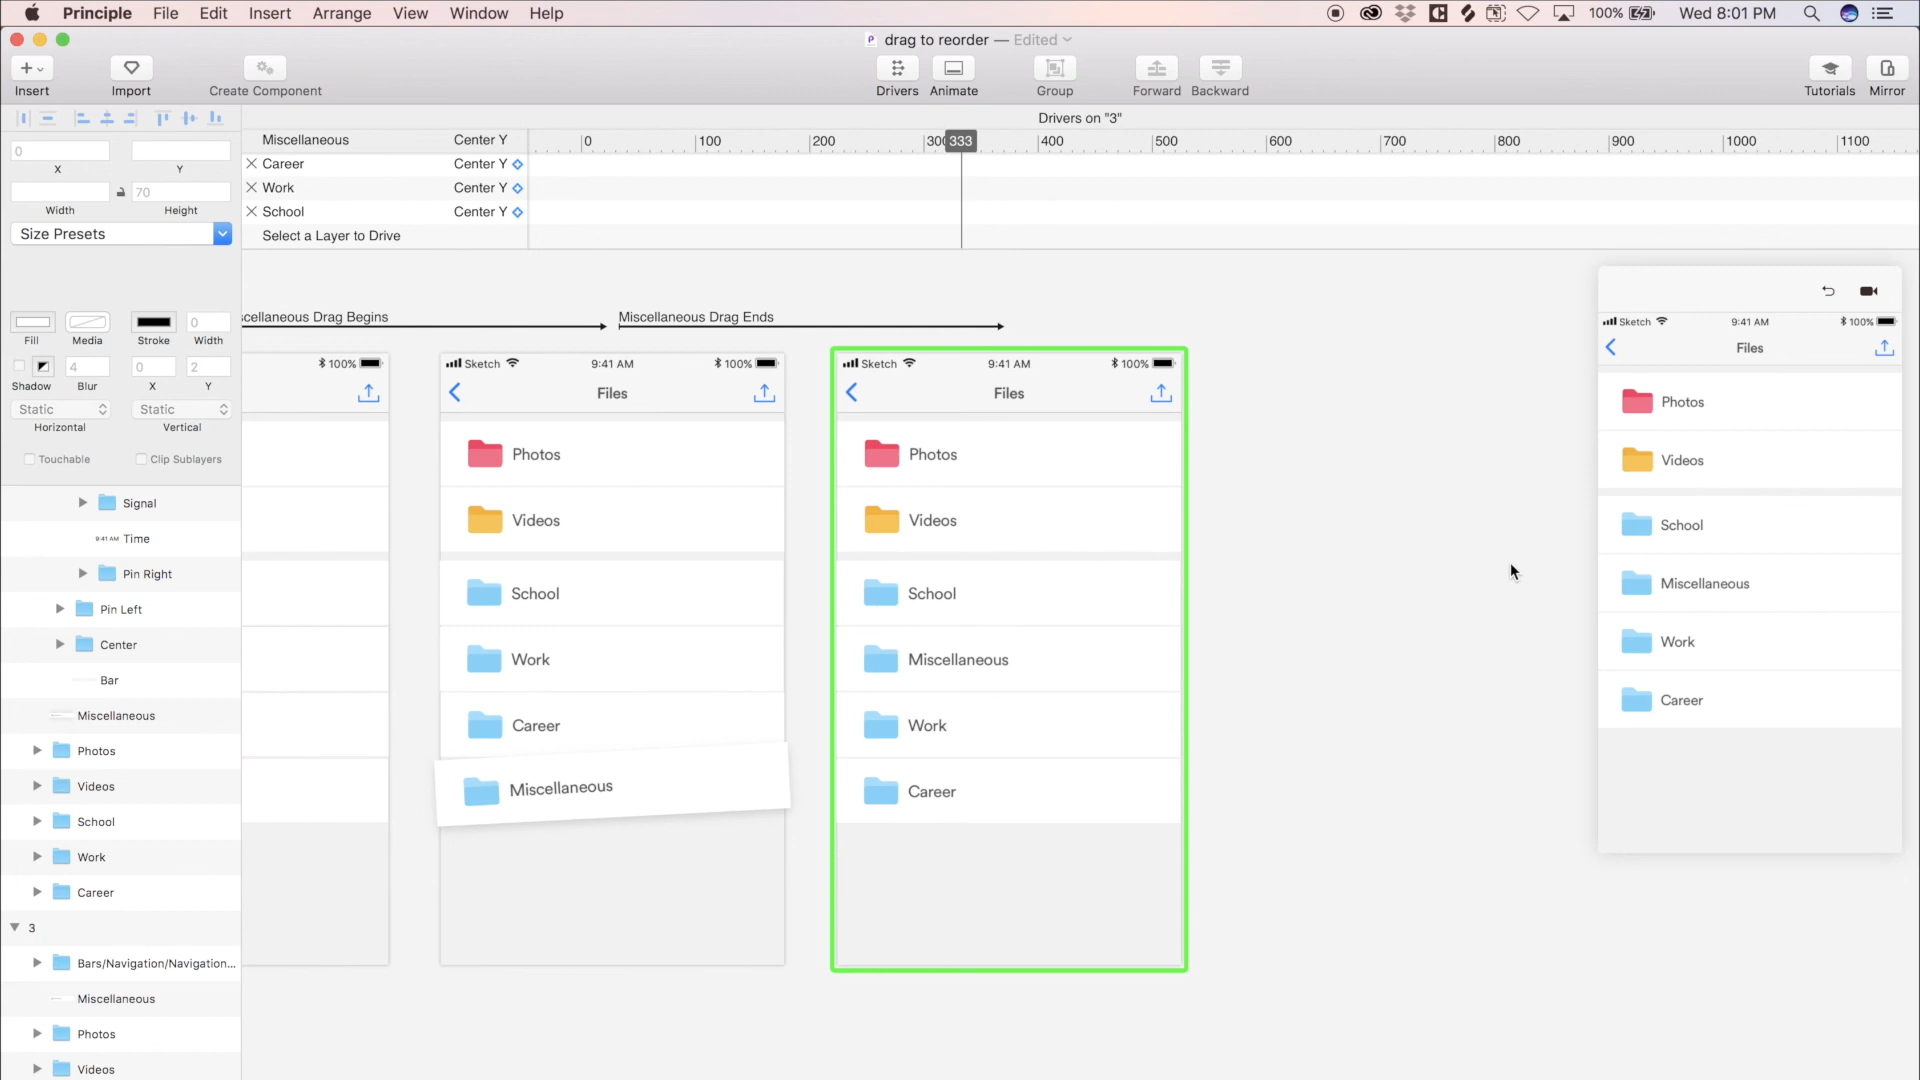 Principle File Edit Insert Arrange View Window Help 100% Wed 8:01 PM
drag to reorder — Edited
Insert Import Create Component Drivers Animate Group Forward Backward Tutorials Mirror
Drivers on "3"
Miscellaneous Center Y 0 100 200 300 333 400 500 600 700 800 900 1000 1100
Career Center Y
Work Center Y
School Center Y
Select a Layer to Drive
0
X Y
70
Width Height
Size Presets
0
Fill Media Stroke Width
4 0 2
Shadow Blur X Y
Static Static
Horizontal Vertical
Touchable Clip Sublayers
Signal
9:41 AM Time
Pin Right
Pin Left
Center
Bar
Miscellaneous
Photos
Videos
School
Work
Career
3
Bars/Navigation/Navigation...
Miscellaneous
Photos
Videos
scellaneous Drag Begins
Miscellaneous Drag Ends
100%
Sketch 9:41 AM 100%
Files
Photos
Videos
School
Work
Career
Miscellaneous
Sketch 9:41 AM 100%
Files
Photos
Videos
School
Miscellaneous
Work
Career
Sketch 9:41 AM 100%
Files
Photos
Videos
School
Miscellaneous
Work
Career